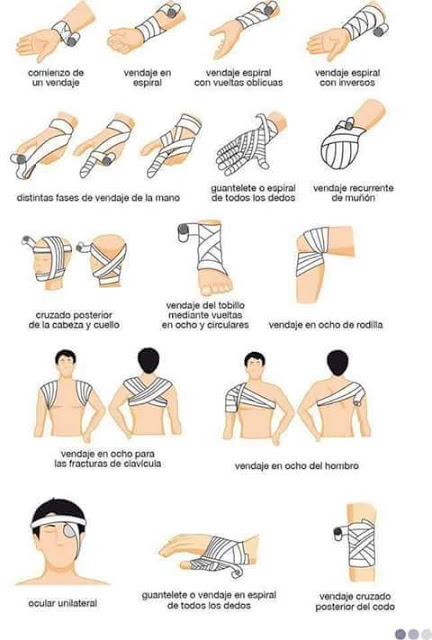 comienzo de
un vendaje
vendaje en
espiral
vendaje espiral
con vueltas oblicuas
vendaje espiral
con inversos
distintas fases de vendaje de la mano
guantelete o espiral
de todos los dedos
vendaje recurrente
de muñón
cruzado posterior
de la cabeza y cuello
vendaje del tobillo
mediante vueltas
en ocho y circulares
vendaje en ocho de rodilla
vendaje en ocho para
las fracturas de clavícula
vendaje en ocho del hombro
ocular unilateral
guantelete o vendaje en espiral
de todos los dedos
vendaje cruzado
posterior del codo